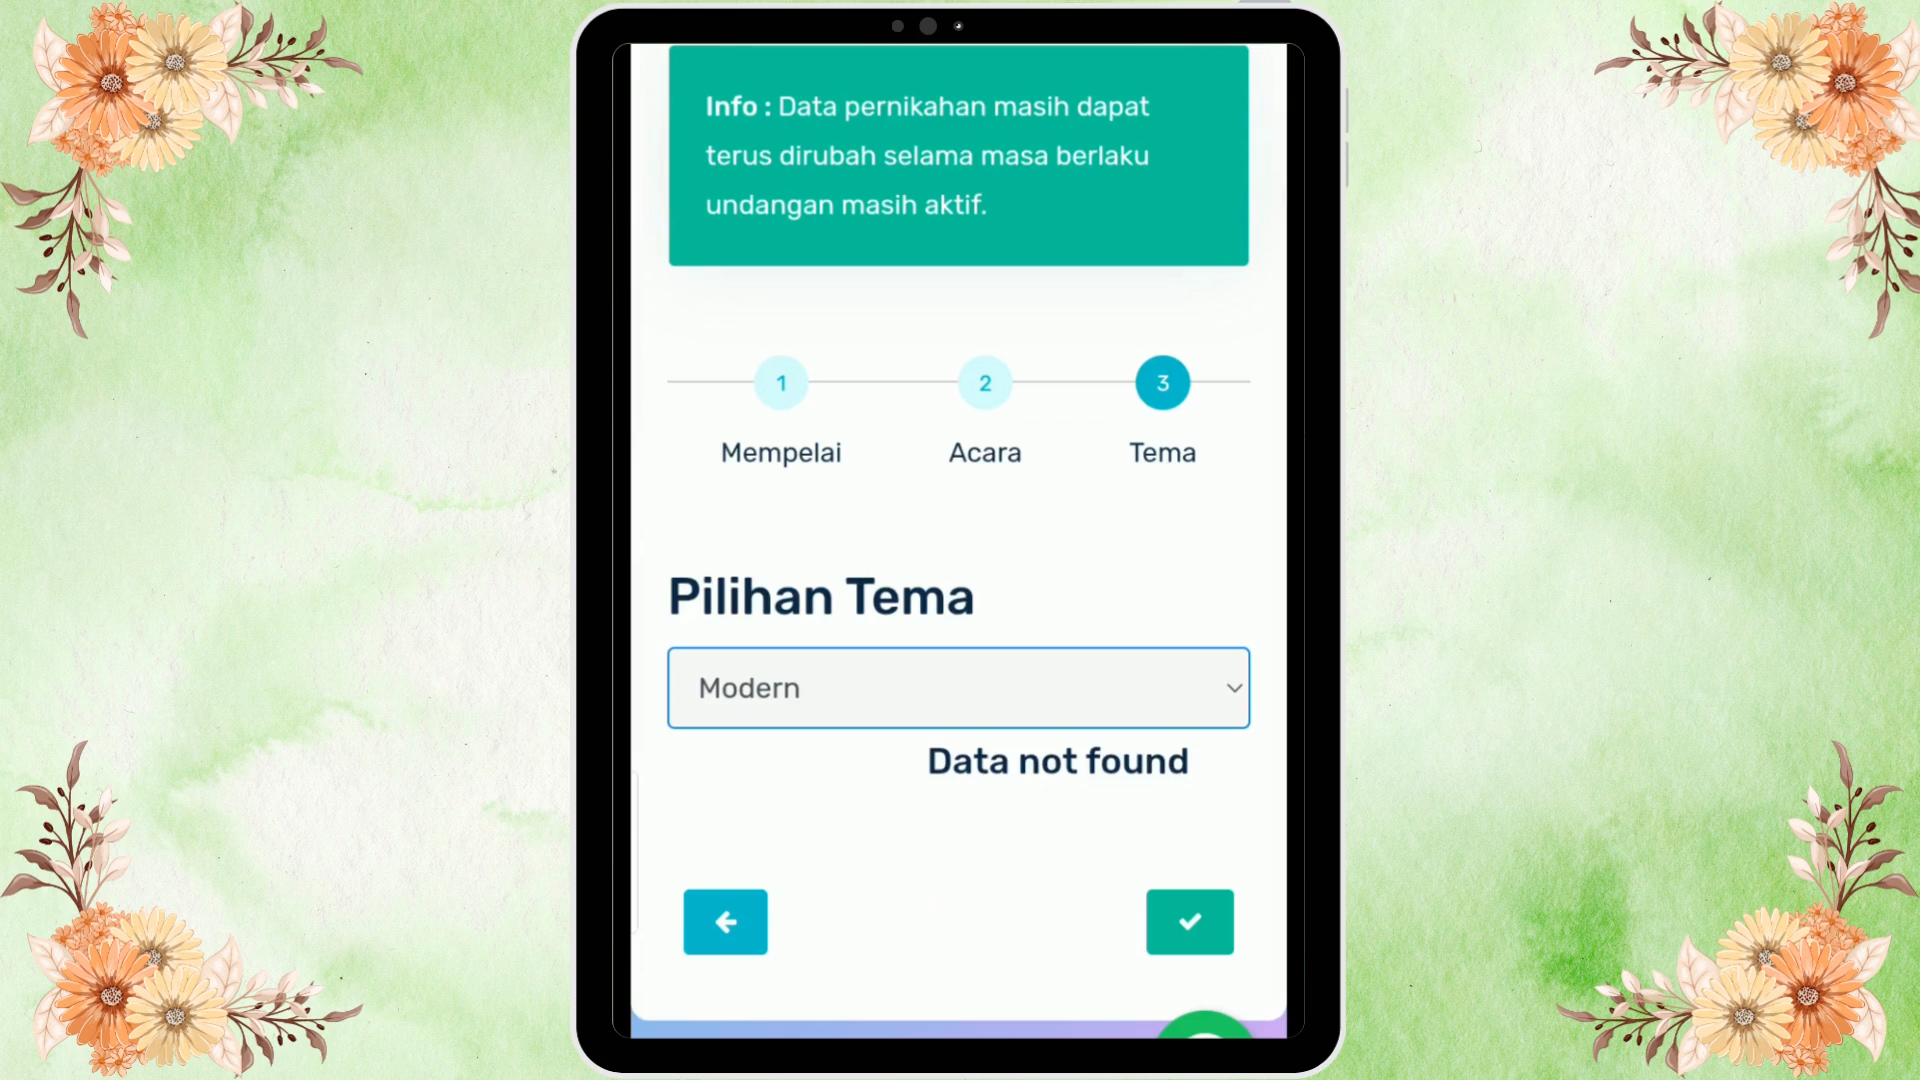 Info : Data pernikahan masih dapat
terus dirubah selama masa berlaku
undangan masih aktif.
1
2
3
Mempelai
Acara
Tema
Pilihan Tema
Modern
Data not found